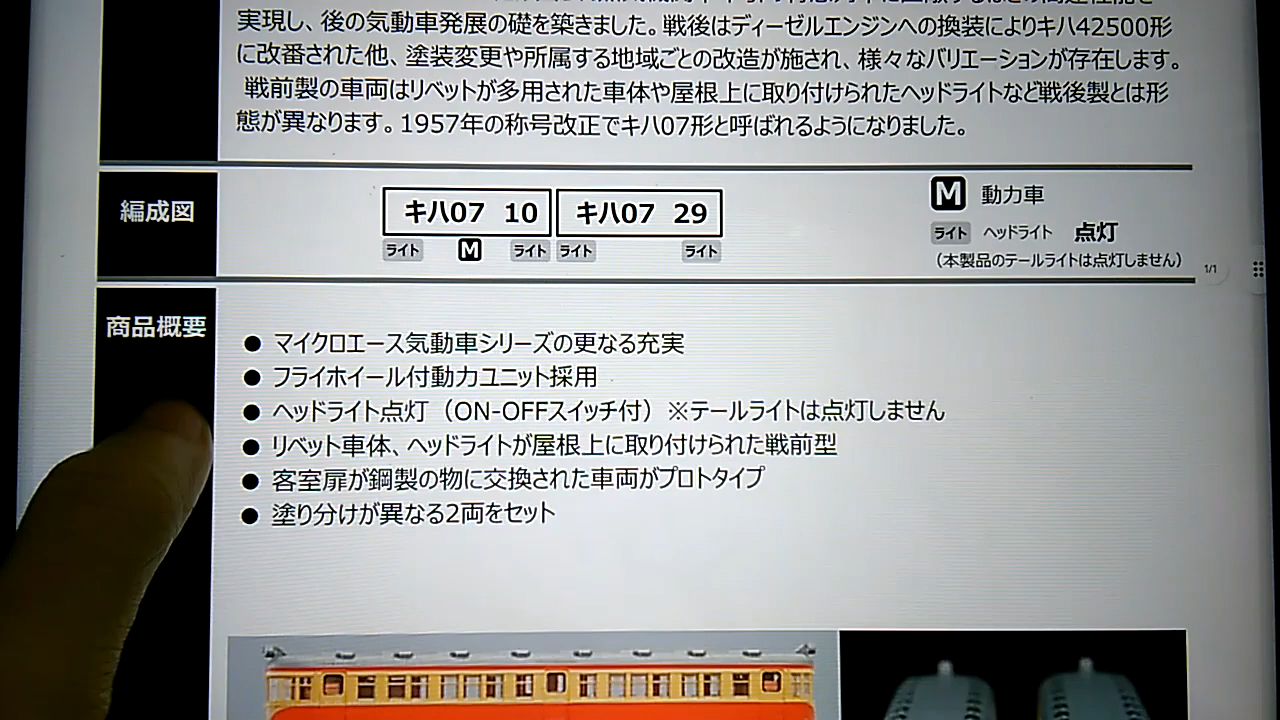 実現し、後の気動車発展の礎を築きました。戦後はディーゼルエンジンへの換装によりキハ42500形
に改番された他、塗装変更や所属する地域ごとの改造が施され、様々なバリエーションが存在します。
戦前製の車両はリベットが多用された車体や屋根上に取り付けられたヘッドライトなど戦後製とは形
態が異なります。1957年の称号改正でキハ07形と呼ばれるようになりました。
編成図
キハ07 10 キハ07 29
ライト M ライト ライト ライト
M 動力車
ライト ヘッドライト 点灯
（本製品のテールライトは点灯しません）
1/1
商品概要
● マイクロエース気動車シリーズの更なる充実
● フライホイール付動力ユニット採用
● ヘッドライト点灯（ON-OFFスイッチ付）※テールライトは点灯しません
● リベット車体、ヘッドライトが屋根上に取り付けられた戦前型
● 客室扉が鋼製の物に交換された車両がプロトタイプ
● 塗り分けが異なる2両をセット